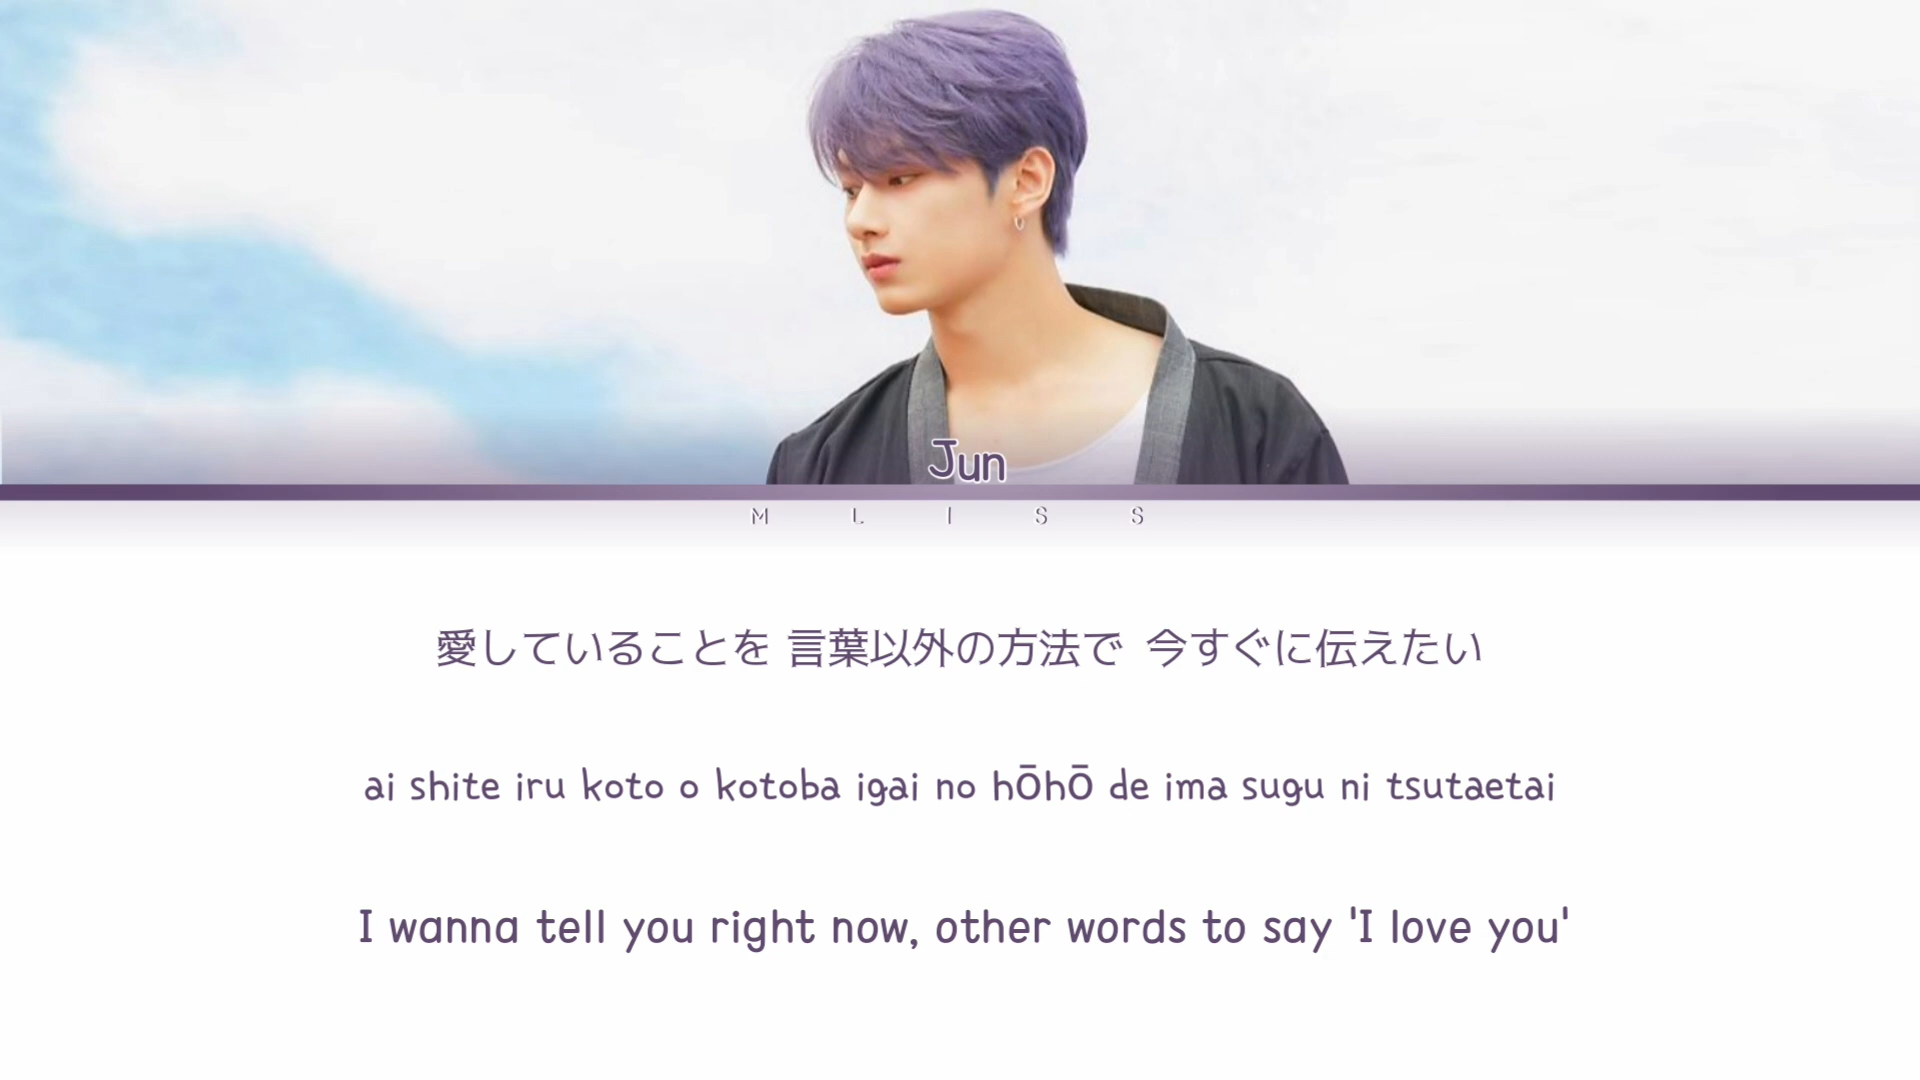 Jun
M L I S S
愛していることを 言葉以外の方法で 今すぐに伝えたい
ai shite iru koto o kotoba igai no hōhō de ima sugu ni tsutaetai
I wanna tell you right now, other words to say 'I love you'